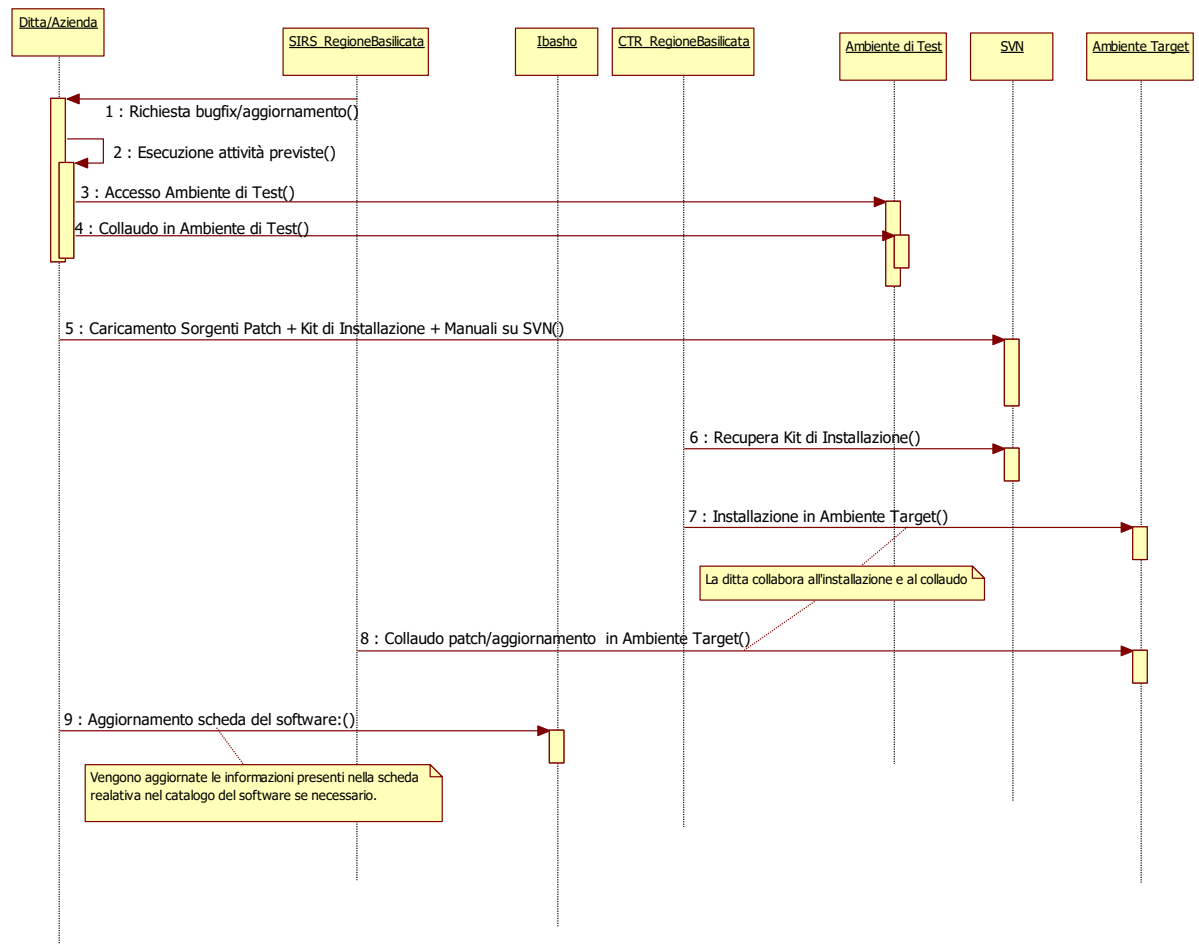 Ditta/Azienda
SIRS_RegioneBasilicata
Ibasho
CTR_RegioneBasilicata
Ambiente di Test
SVN
Ambiente Target
1 : Richiesta bugfix/aggiornamento()
2 : Esecuzione attività previste()
3 : Accesso Ambiente di Test()
4 : Collaudo in Ambiente di Test()
5 : Caricamento Sorgenti Patch + Kit di Installazione + Manuali su SVN()
6 : Recupera Kit di Installazione()
7 : Installazione in Ambiente Target()
La ditta collabora all'installazione e al collaudo
8 : Collaudo patch/aggiornamento in Ambiente Target()
9 : Aggiornamento scheda del software:()
Vengono aggiornate le informazioni presenti nella scheda
realativa nel catalogo del software se necessario.